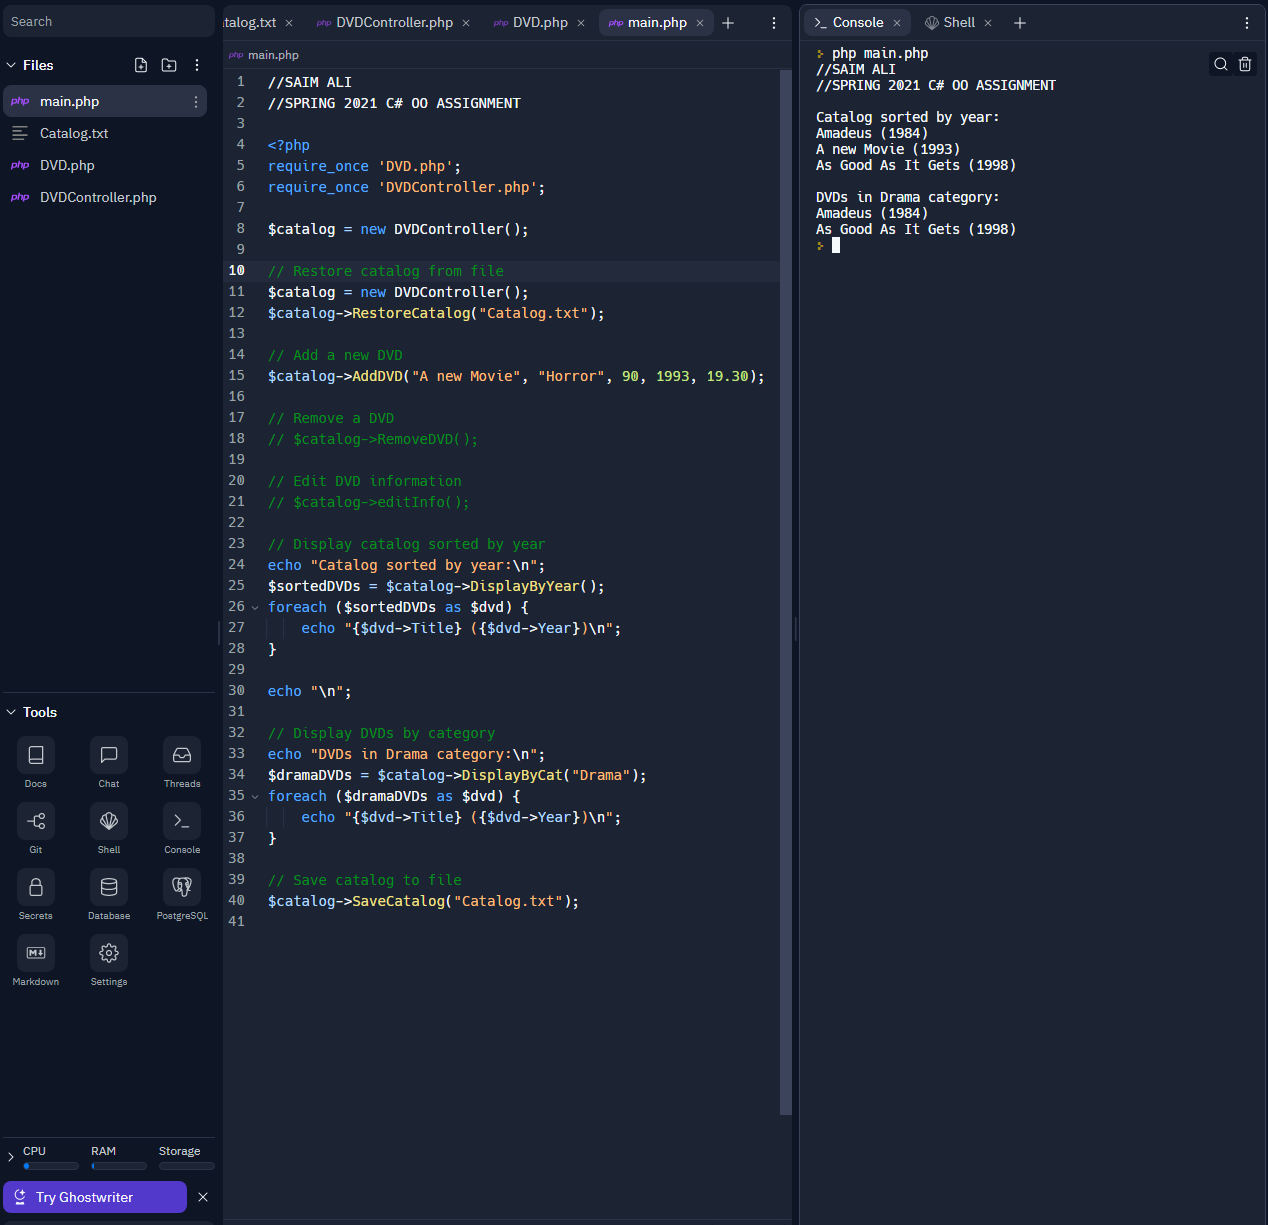 Search
Files
php main.php
Catalog.txt
php DVD.php
php DVDController.php
Tools
Docs
Chat
Threads
Git
Shell
Console
Secrets
Database
PostgreSQL
Markdown
Settings
CPU
RAM
Storage
Try Ghostwriter
talog.txt
php DVDController.php
php DVD.php
php main.php
php main.php
1 //SAIM ALI
2 //SPRING 2021 C# OO ASSIGNMENT
3
4 <?php
5 require_once 'DVD.php';
6 require_once 'DVDController.php';
7
8 $catalog = new DVDController();
9
10 // Restore catalog from file
11 $catalog = new DVDController();
12 $catalog->RestoreCatalog("Catalog.txt");
13
14 // Add a new DVD
15 $catalog->AddDVD("A new Movie", "Horror", 90, 1993, 19.30);
16
17 // Remove a DVD
18 // $catalog->RemoveDVD();
19
20 // Edit DVD information
21 // $catalog->editInfo();
22
23 // Display catalog sorted by year
24 echo "Catalog sorted by year:\n";
25 $sortedDVDs = $catalog->DisplayByYear();
26 foreach ($sortedDVDs as $dvd) {
27 echo "{$dvd->Title} ({$dvd->Year})\n";
28 }
29
30 echo "\n";
31
32 // Display DVDs by category
33 echo "DVDs in Drama category:\n";
34 $dramaDVDs = $catalog->DisplayByCat("Drama");
35 foreach ($dramaDVDs as $dvd) {
36 echo "{$dvd->Title} ({$dvd->Year})\n";
37 }
38
39 // Save catalog to file
40 $catalog->SaveCatalog("Catalog.txt");
41
Console
Shell
php main.php
//SAIM ALI
//SPRING 2021 C# OO ASSIGNMENT
Catalog sorted by year:
Amadeus (1984)
A new Movie (1993)
As Good As It Gets (1998)
DVDs in Drama category:
Amadeus (1984)
As Good As It Gets (1998)